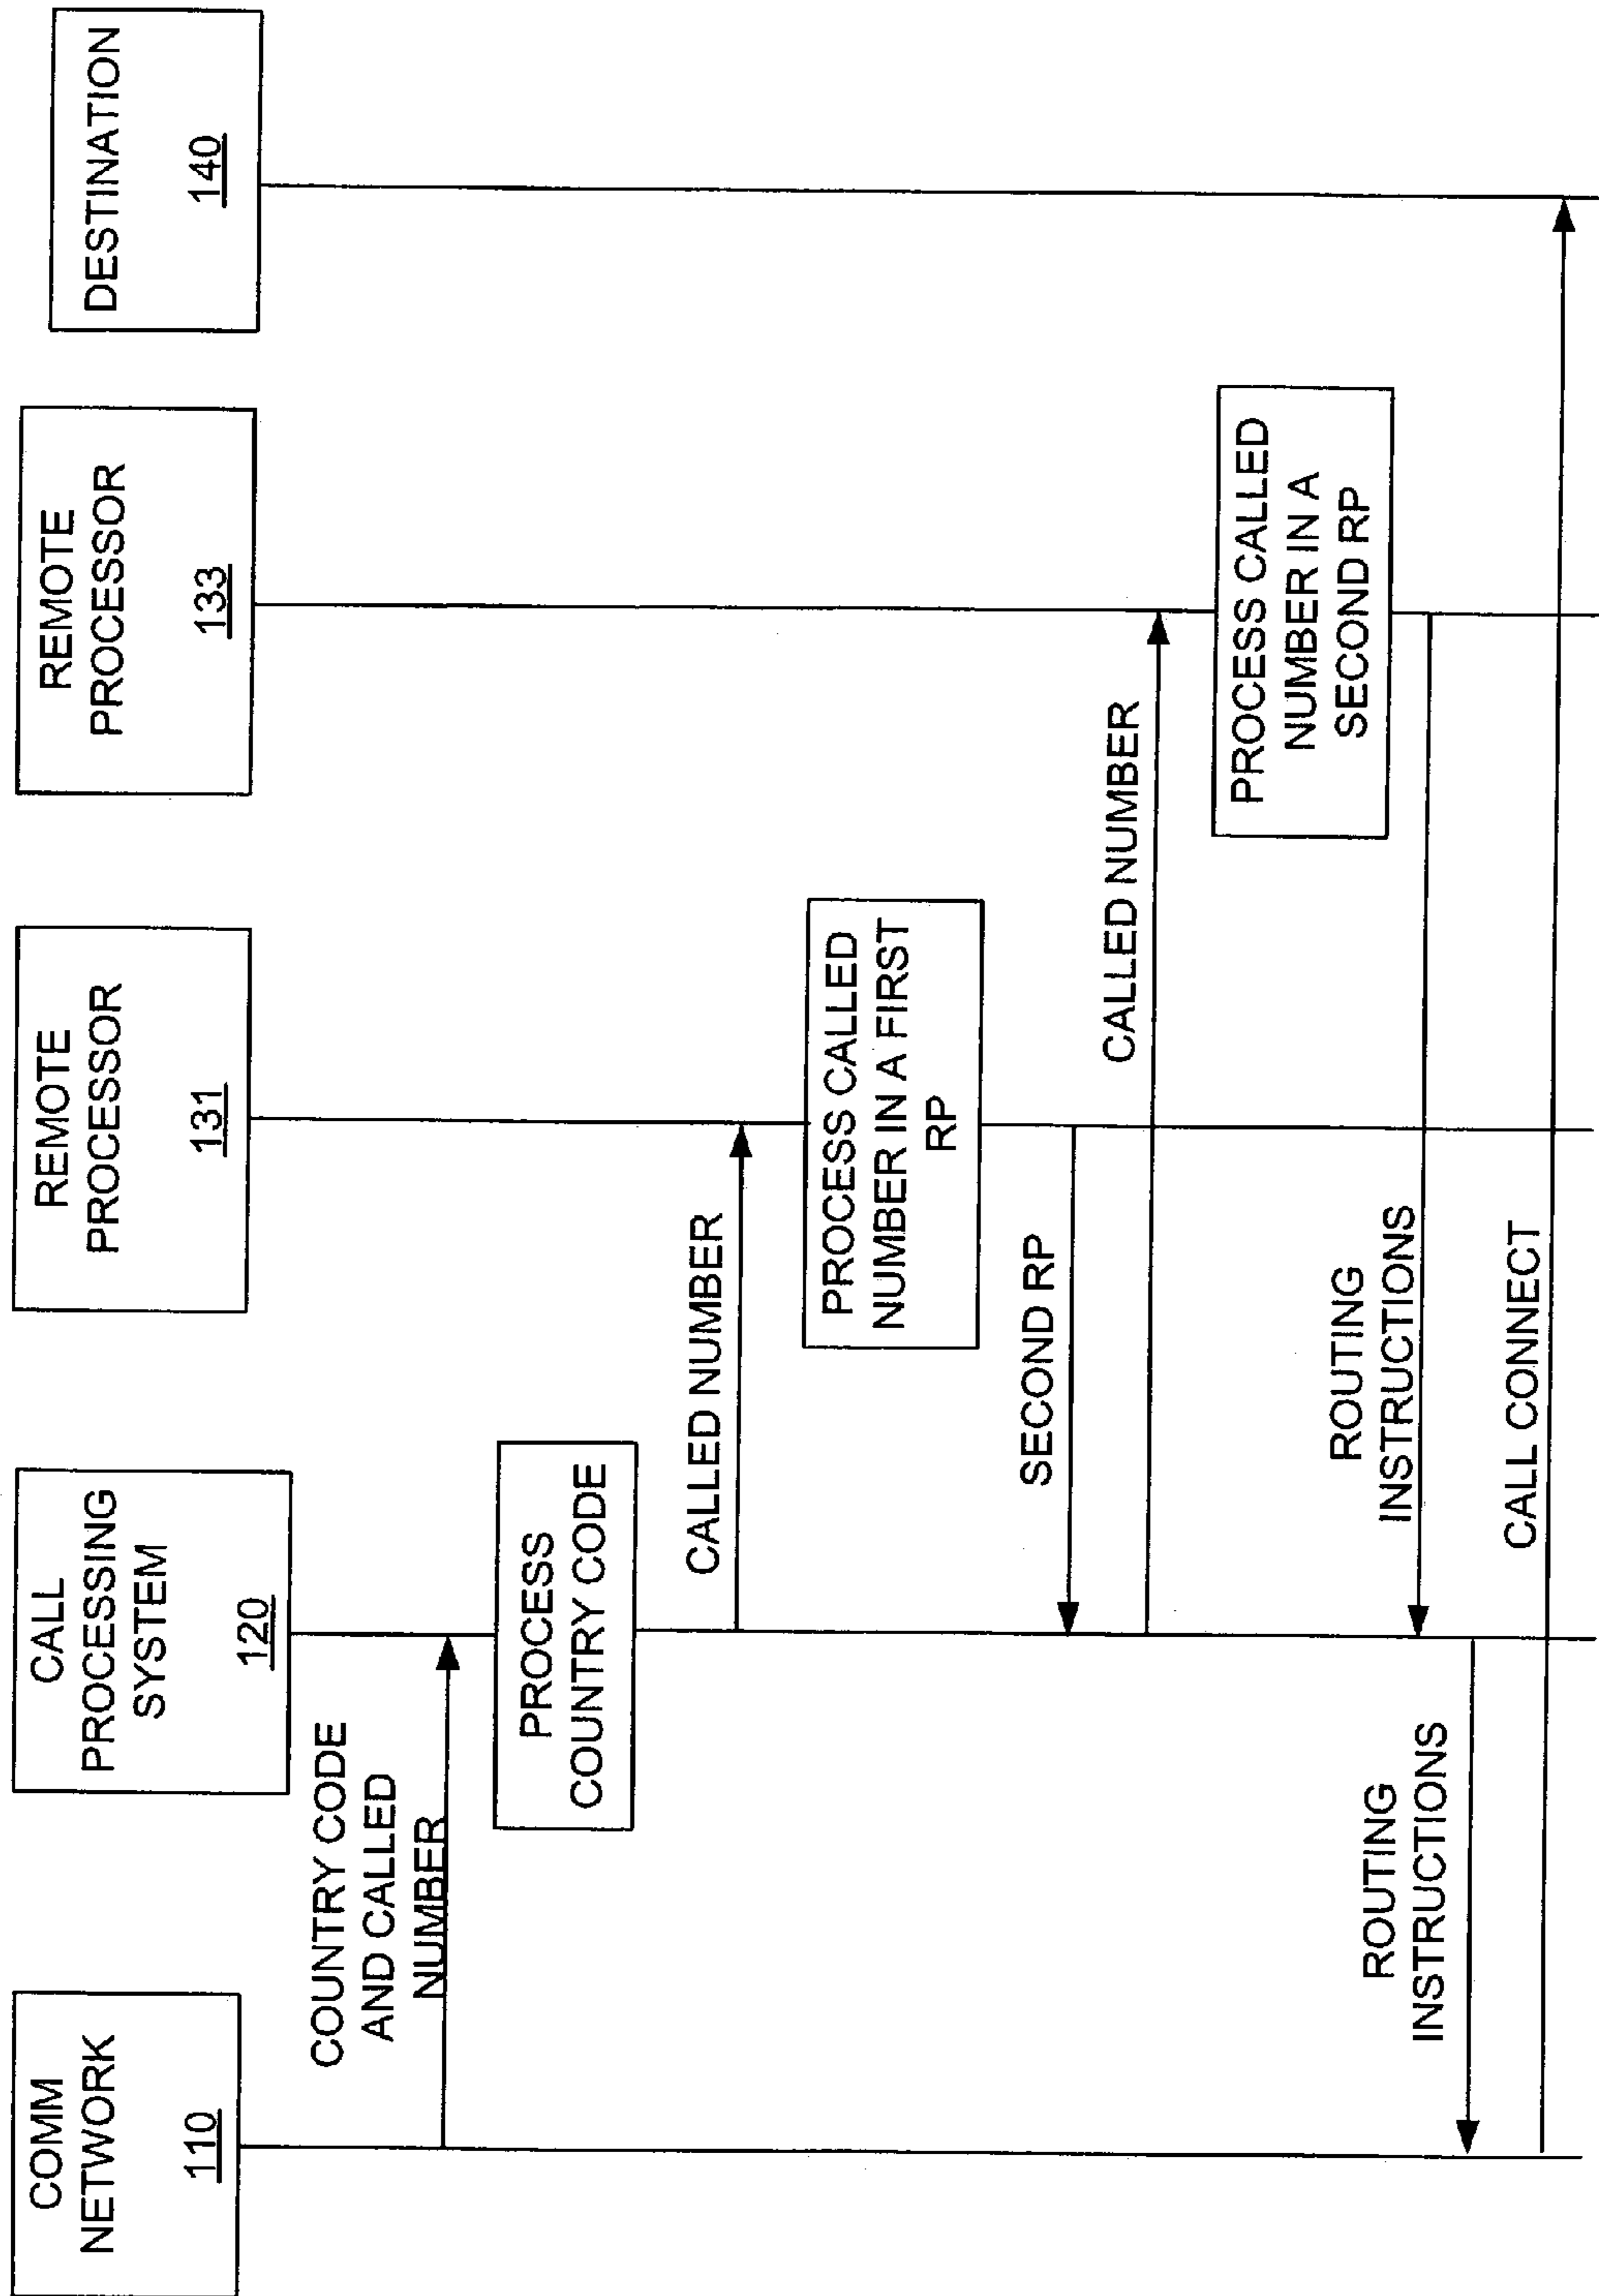 COMM
NETWORK
110
CALL
PROCESSING
SYSTEM
120
REMOTE
PROCESSOR
131
REMOTE
PROCESSOR
133
DESTINATION
140
COUNTRY CODE
AND CALLED
NUMBER
PROCESS
COUNTRY CODE
CALLED NUMBER
PROCESS CALLED
NUMBER IN A FIRST
RP
SECOND RP
CALLED NUMBER
PROCESS CALLED
NUMBER IN A
SECOND RP
ROUTING
INSTRUCTIONS
ROUTING
INSTRUCTIONS
CALL CONNECT